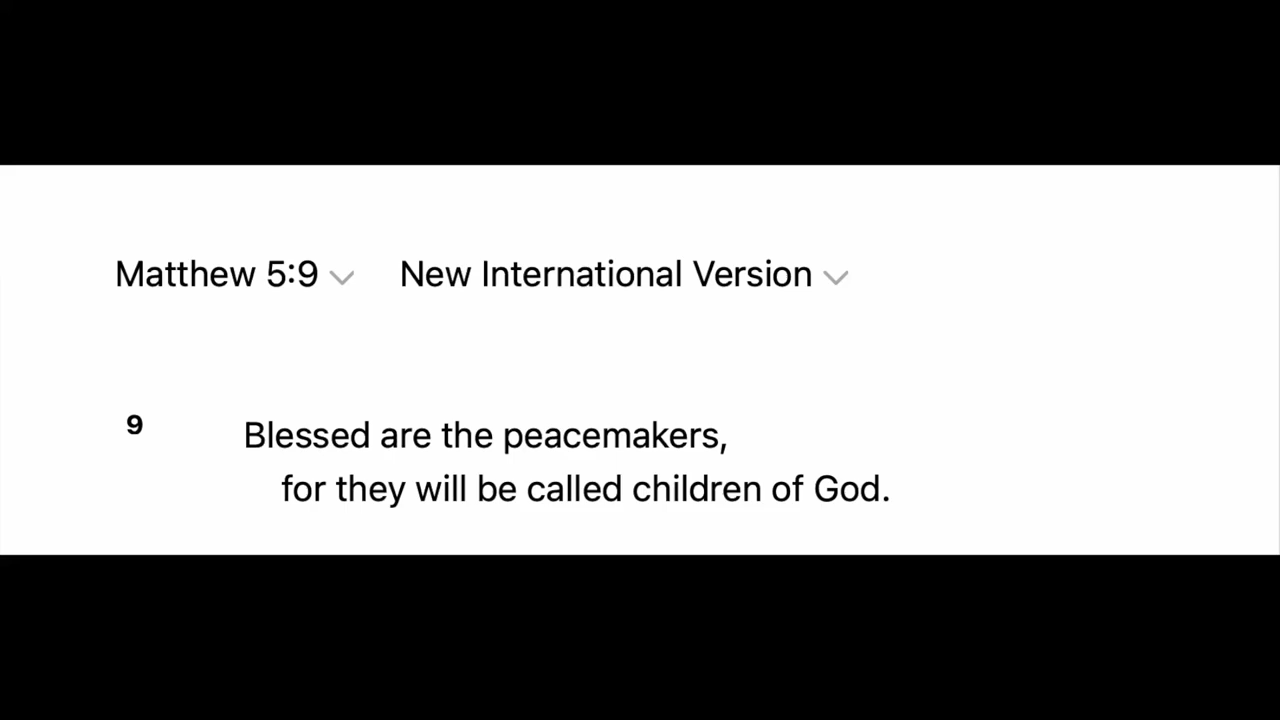 Matthew 5:9 New International Version
9 Blessed are the peacemakers,
for they will be called children of God.